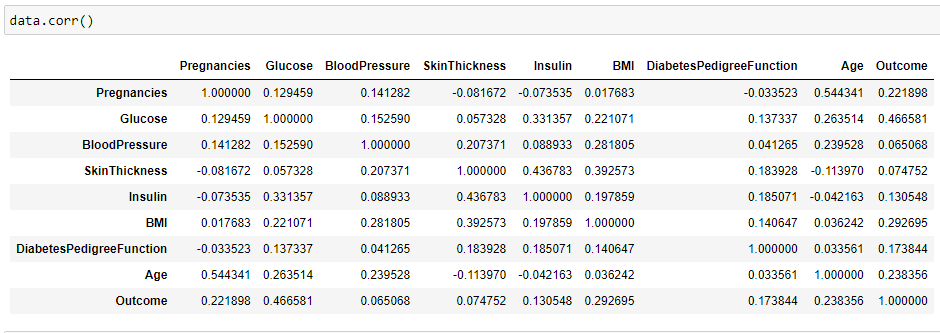 data.corr()
Pregnancies Glucose BloodPressure SkinThickness Insulin BMI DiabetesPedigreeFunction Age Outcome
Pregnancies 1.000000 0.129459 0.141282 -0.081672 -0.073535 0.017683 -0.033523 0.544341 0.221898
Glucose 0.129459 1.000000 0.152590 0.057328 0.331357 0.221071 0.137337 0.263514 0.466581
BloodPressure 0.141282 0.152590 1.000000 0.207371 0.088933 0.281805 0.041265 0.239528 0.065068
SkinThickness -0.081672 0.057328 0.207371 1.000000 0.436783 0.392573 0.183928 -0.113970 0.074752
Insulin -0.073535 0.331357 0.088933 0.436783 1.000000 0.197859 0.185071 -0.042163 0.130548
BMI 0.017683 0.221071 0.281805 0.392573 0.197859 1.000000 0.140647 0.036242 0.292695
DiabetesPedigreeFunction -0.033523 0.137337 0.041265 0.183928 0.185071 0.140647 1.000000 0.033561 0.173844
Age 0.544341 0.263514 0.239528 -0.113970 -0.042163 0.036242 0.033561 1.000000 0.238356
Outcome 0.221898 0.466581 0.065068 0.074752 0.130548 0.292695 0.173844 0.238356 1.000000